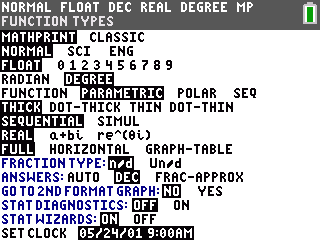 NORMAL FLOAT DEC REAL DEGREE MP
FUNCTION TYPES
MATHPRINT CLASSIC
NORMAL SCI ENG
FLOAT 0 1 2 3 4 5 6 7 8 9
RADIAN DEGREE
FUNCTION PARAMETRIC POLAR SEQ
THICK DOT-THICK THIN DOT-THIN
SEQUENTIAL SIMUL
REAL a+bi re^(θi)
FULL HORIZONTAL GRAPH-TABLE
FRACTION TYPE: n/d Un/d
ANSWERS: AUTO DEC FRAC-APPROX
GO TO 2ND FORMAT GRAPH: NO YES
STAT DIAGNOSTICS: OFF ON
STAT WIZARDS: ON OFF
SET CLOCK 05/24/01 9:00AM